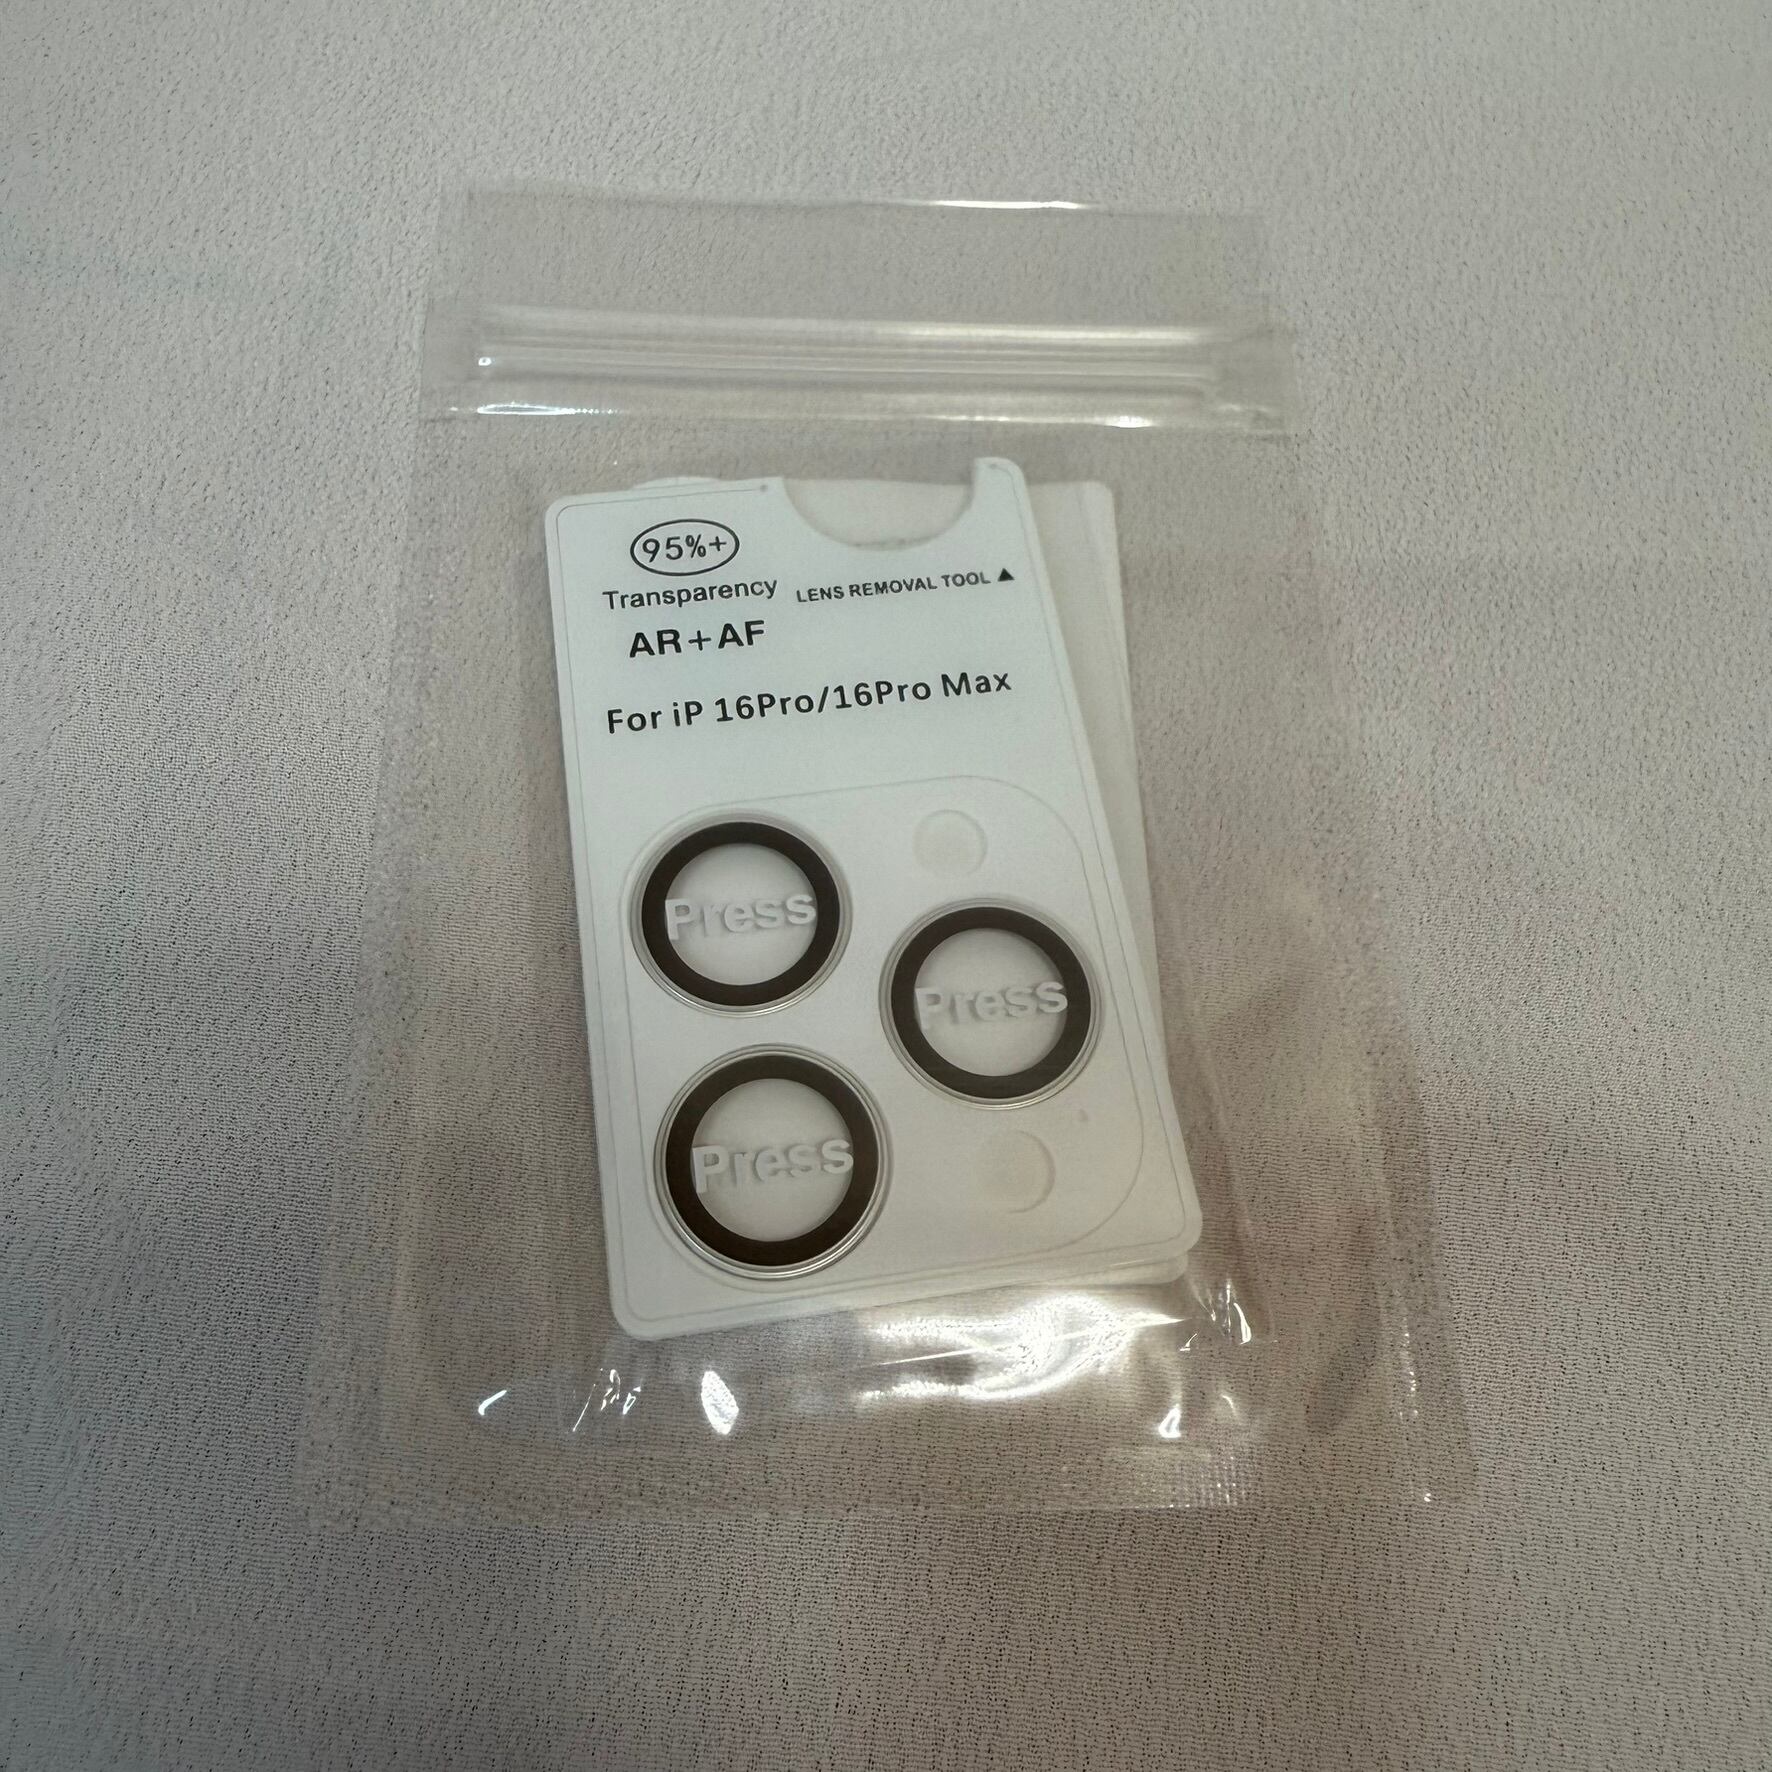 95%+
Transparency
LENS REMOVAL TOOL ▲
AR+AF
For iP 16Pro/16Pro Max
Press
Press
Press